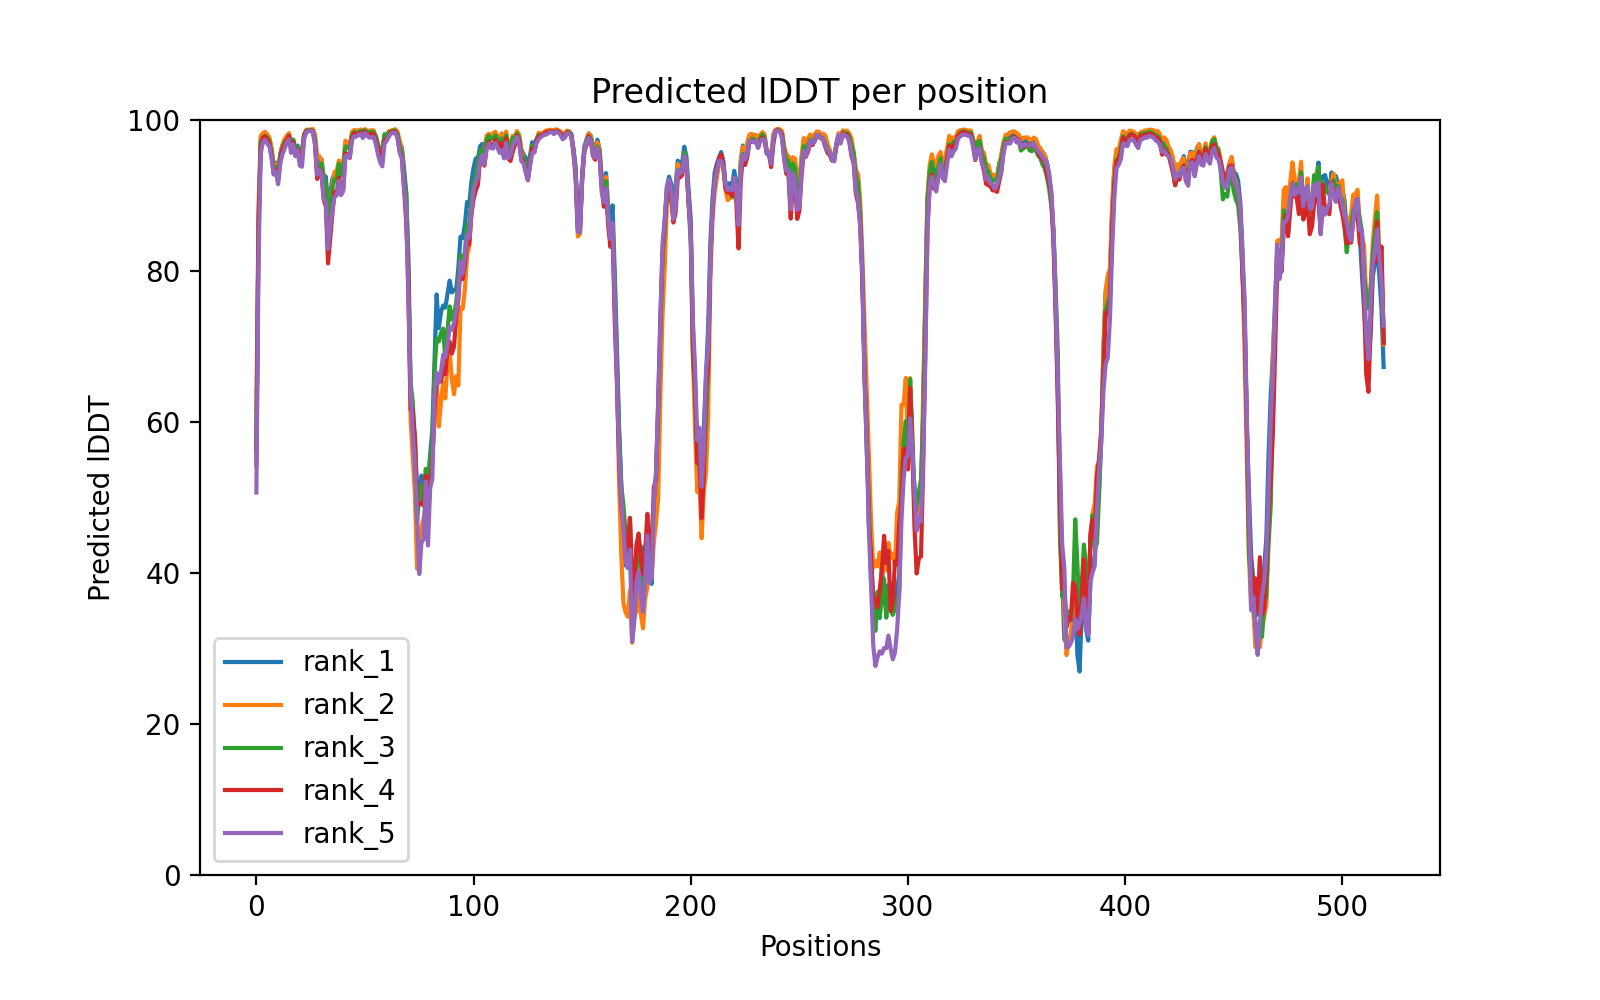 Predicted lDDT per position
100
80
60
40
20
0
Predicted lDDT
rank_1
rank_2
rank_3
rank_4
rank_5
0 100 200 300 400 500
Positions